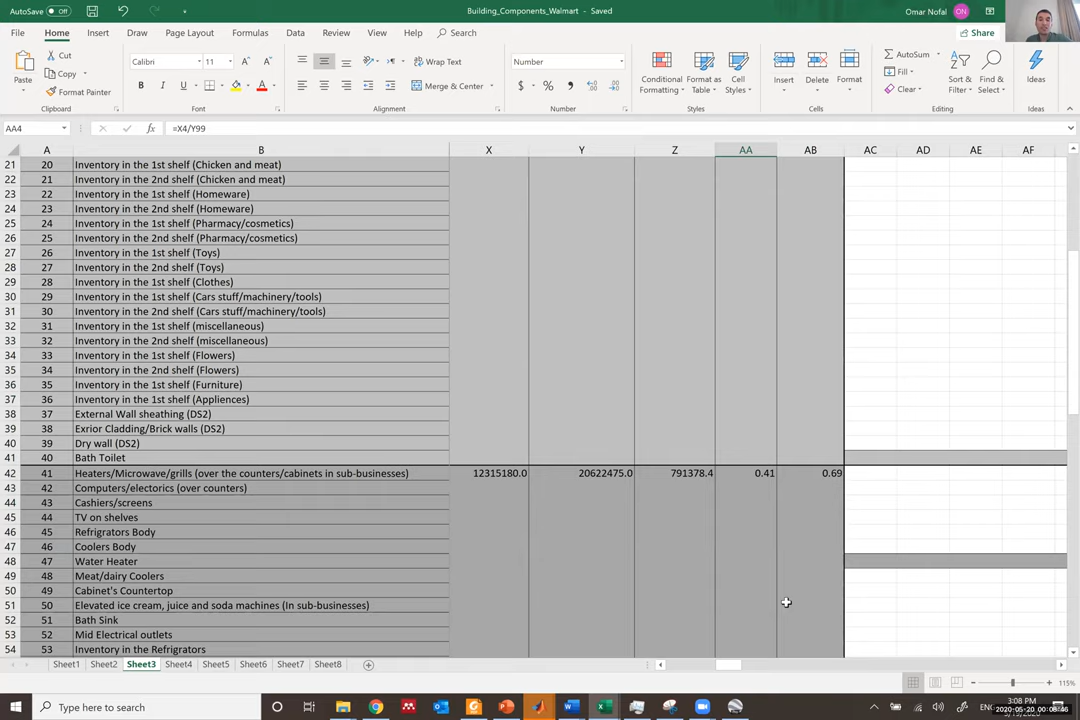 AutoSave Off
Building_Components_Walmart - Saved
Omar Nofal ON
File Home Insert Draw Page Layout Formulas Data Review View Help Search Share
Paste Cut Copy Format Painter Clipboard
Calibri 11 B I U A Font
Wrap Text Merge & Center Alignment
Number $ % Number
Conditional Formatting Format as Table Cell Styles Styles
Insert Delete Format Cells
AutoSum Fill Clear Sort & Filter Find & Select Editing
Ideas Ideas
AA4 fx =X4/Y99
A B X Y Z AA AB AC AD AE AF
21 20 Inventory in the 1st shelf (Chicken and meat)
22 21 Inventory in the 2nd shelf (Chicken and meat)
23 22 Inventory in the 1st shelf (Homeware)
24 23 Inventory in the 2nd shelf (Homeware)
25 24 Inventory in the 1st shelf (Pharmacy/cosmetics)
26 25 Inventory in the 2nd shelf (Pharmacy/cosmetics)
27 26 Inventory in the 1st shelf (Toys)
28 27 Inventory in the 2nd shelf (Toys)
29 28 Inventory in the 1st shelf (Clothes)
30 29 Inventory in the 1st shelf (Cars stuff/machinery/tools)
31 30 Inventory in the 2nd shelf (Cars stuff/machinery/tools)
32 31 Inventory in the 1st shelf (miscellaneous)
33 32 Inventory in the 2nd shelf (miscellaneous)
34 33 Inventory in the 1st shelf (Flowers)
35 34 Inventory in the 2nd shelf (Flowers)
36 35 Inventory in the 1st shelf (Furniture)
37 36 Inventory in the 1st shelf (Appliences)
38 37 External Wall sheathing (DS2)
39 38 Exrior Cladding/Brick walls (DS2)
40 39 Dry wall (DS2)
41 40 Bath Toilet
42 41 Heaters/Microwave/grills (over the counters/cabinets in sub-businesses) 12315180.0 20622475.0 791378.4 0.41 0.69
43 42 Computers/electorics (over counters)
44 43 Cashiers/screens
45 44 TV on shelves
46 45 Refrigrators Body
47 46 Coolers Body
48 47 Water Heater
49 48 Meat/dairy Coolers
50 49 Cabinet's Countertop
51 50 Elevated ice cream, juice and soda machines (In sub-businesses)
52 51 Bath Sink
53 52 Mid Electrical outlets
54 53 Inventory in the Refrigrators
Sheet1 Sheet2 Sheet3 Sheet4 Sheet5 Sheet6 Sheet7 Sheet8
115%
Type here to search
ENG 3:08 PM
2020-05-20 00:08:46